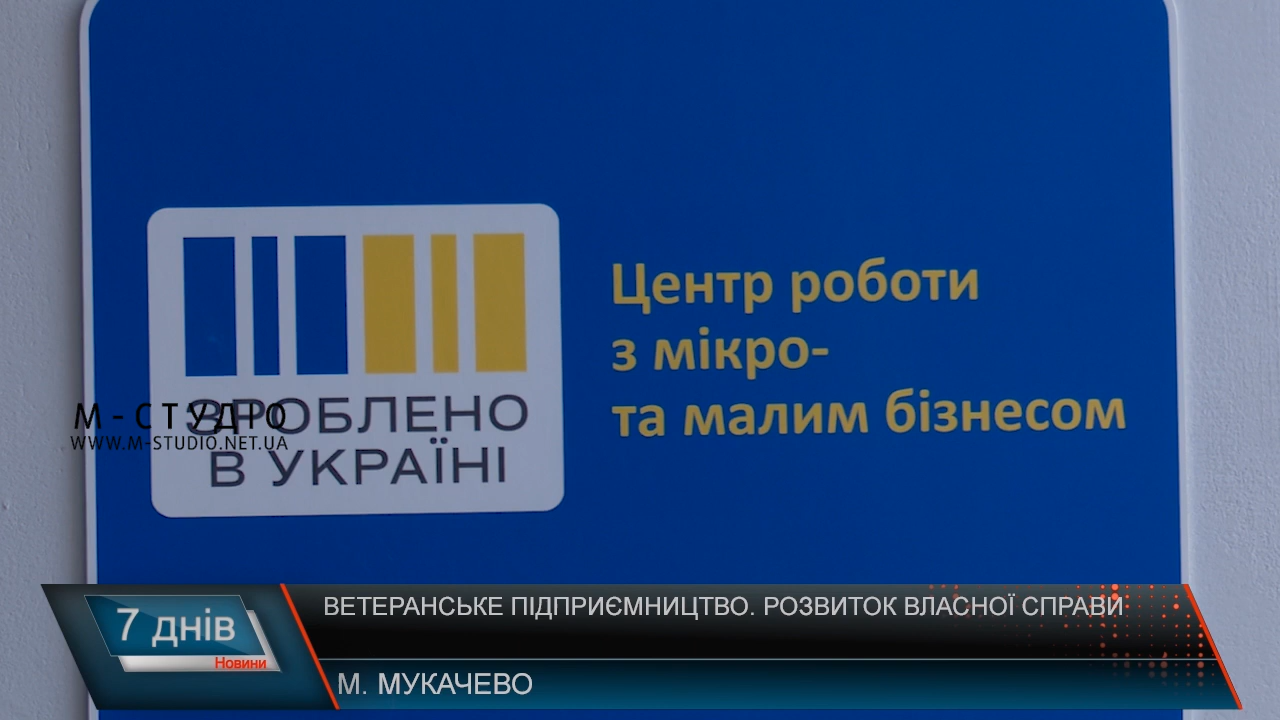 Центр роботи
з мікро-
та малим бізнесом
ЗРОБЛЕНО
В УКРАЇНІ
М-СТУДІО
WWW.M-STUDIO.NET.UA
7 днів
Новини
ВЕТЕРАНСЬКЕ ПІДПРИЄМНИЦТВО. РОЗВИТОК ВЛАСНОЇ СПРАВИ
М. МУКАЧЕВО